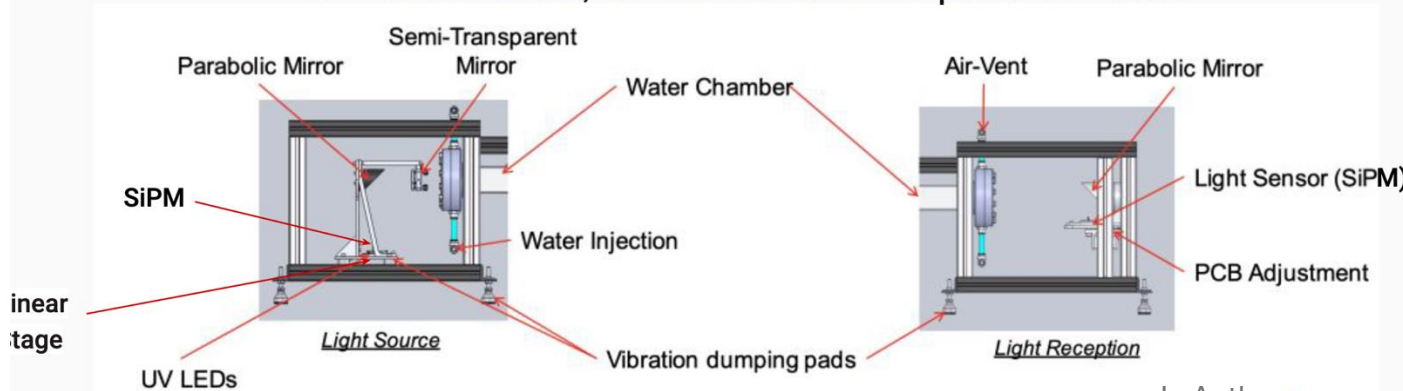 Semi-Transparent
Mirror
Parabolic Mirror
Water Chamber
Air-Vent
Parabolic Mirror
SiPM
Light Sensor (SiPM)
Water Injection
PCB Adjustment
inear
stage
Light Source
Vibration dumping pads
Light Reception
UV LEDs